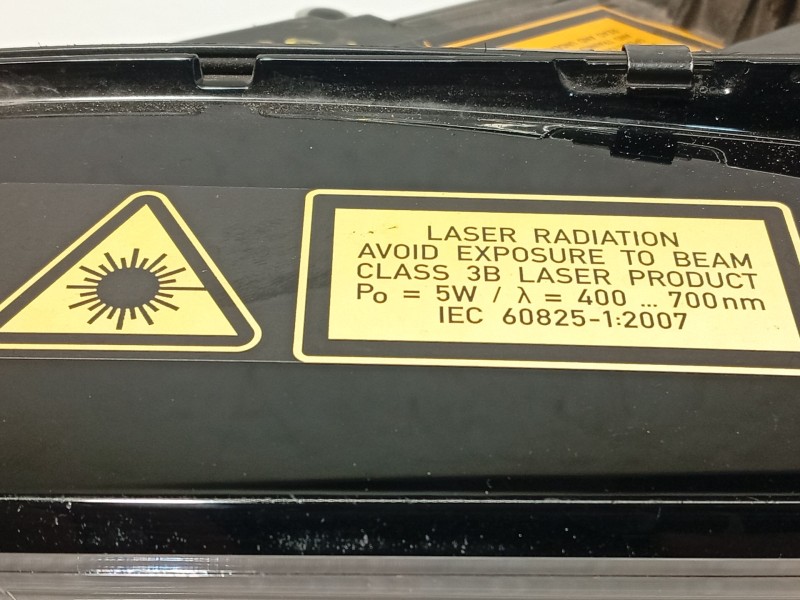 LASER RADIATION
AVOID EXPOSURE TO BEAM
CLASS 3B LASER PRODUCT
Po = 5W / λ = 400 ... 700nm
IEC 60825-1:2007